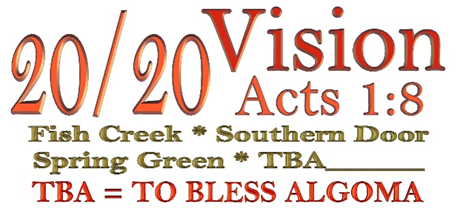 20/20 Vision
Acts 1:8
Fish Creek * Southern Door
Spring Green * TBA_______
TBA = TO BLESS ALGOMA